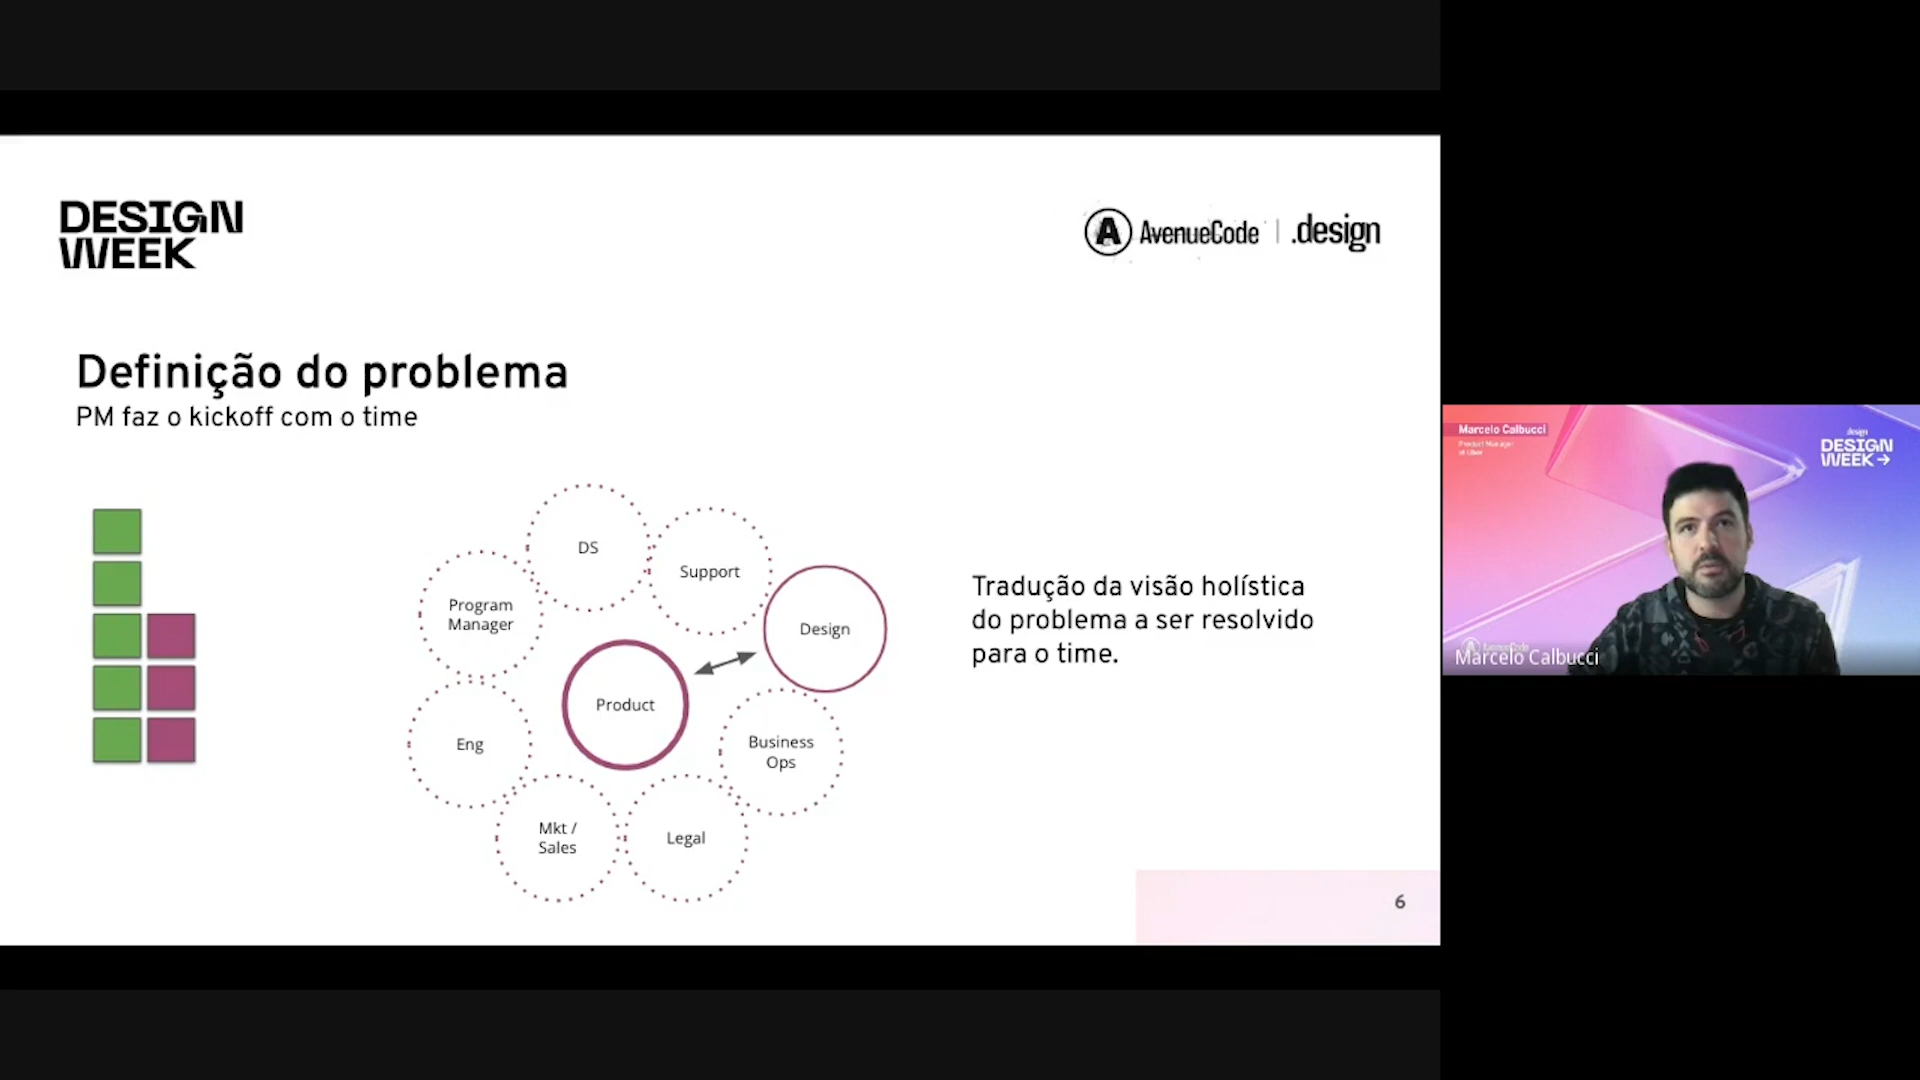 DESIGN
WEEK
AvenueCode | .design
Definição do problema
PM faz o kickoff com o time
DS
Support
Program
Manager
Design
Product
Eng
Business
Ops
Mkt /
Sales
Legal
Tradução da visão holística
do problema a ser resolvido
para o time.
6
Marcelo Calbucci
Product Manager
at Uber
.design
DESIGN
WEEK→
Marcelo Calbucci